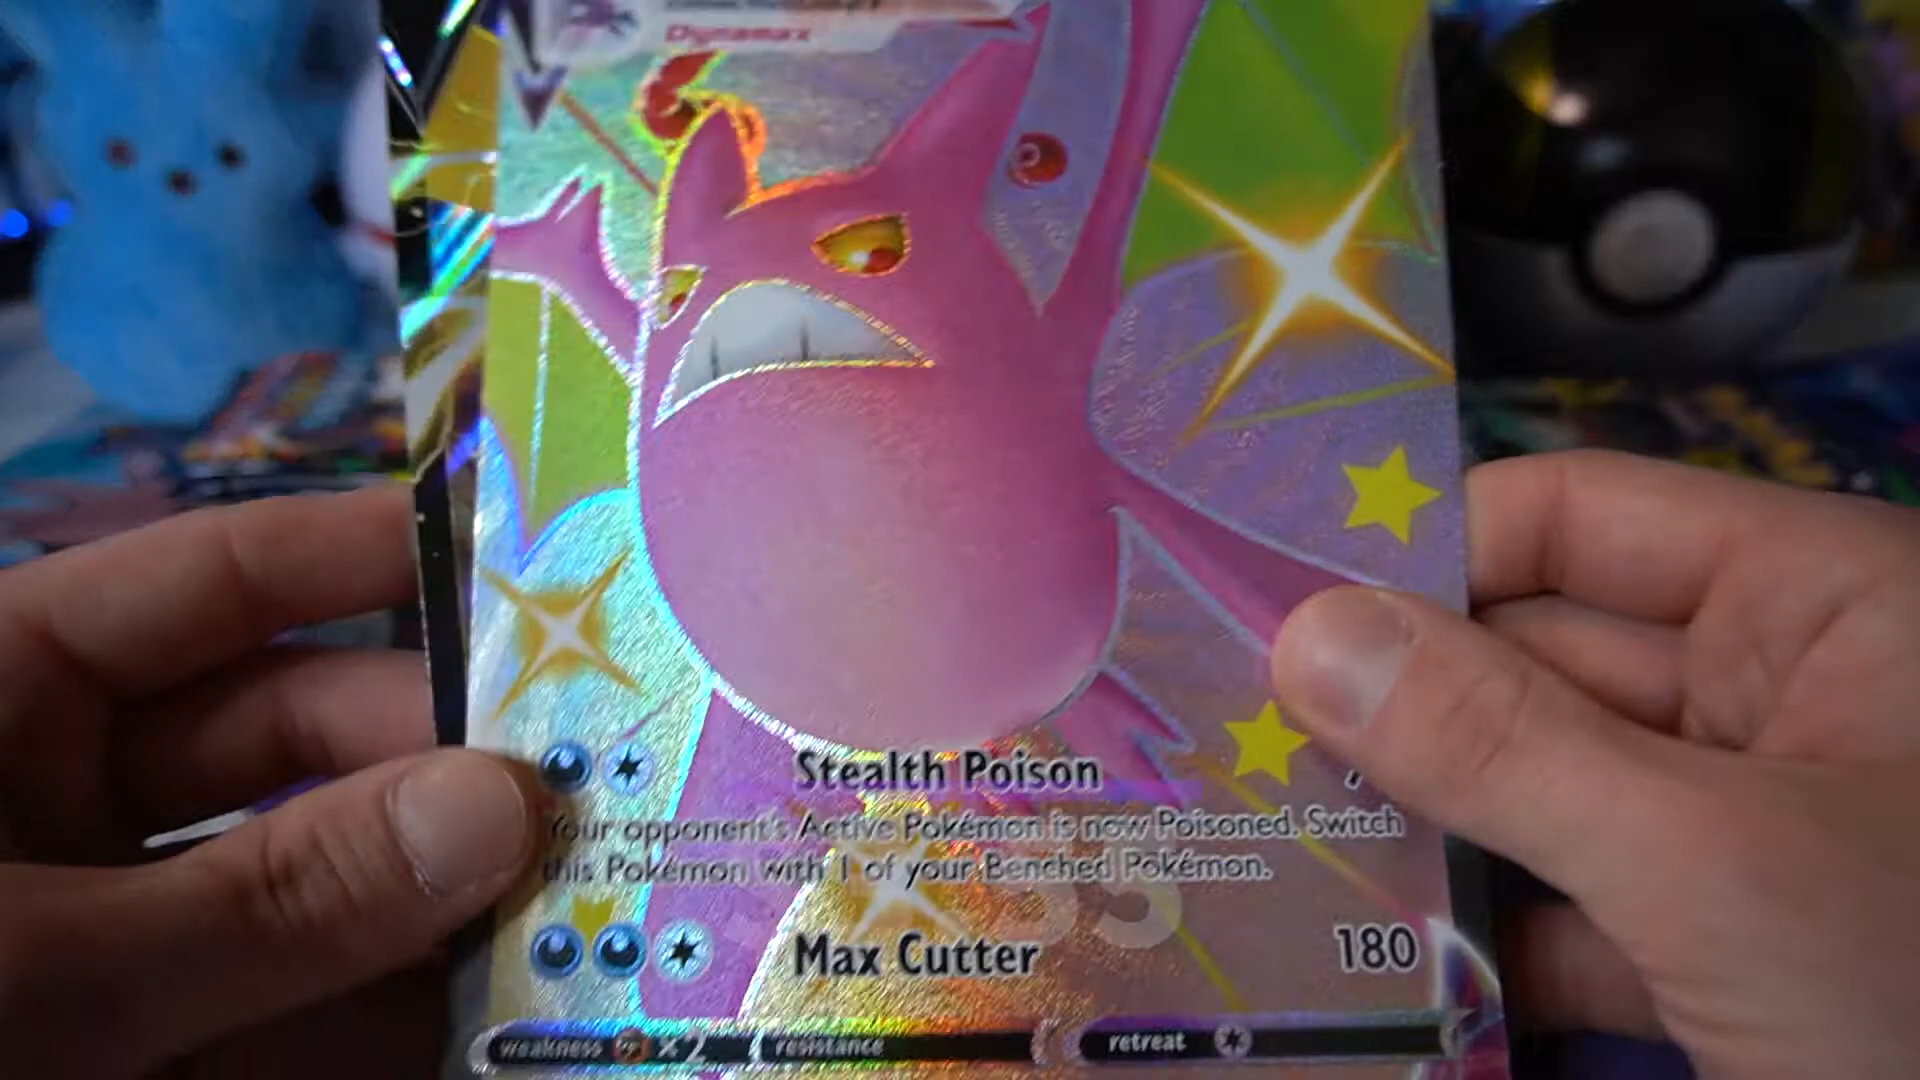 Dynamax
Stealth Poison
Your opponent's Active Pokémon is now Poisoned. Switch
this Pokémon with 1 of your Benched Pokémon.
Max Cutter 180
weakness ×2 resistance retreat